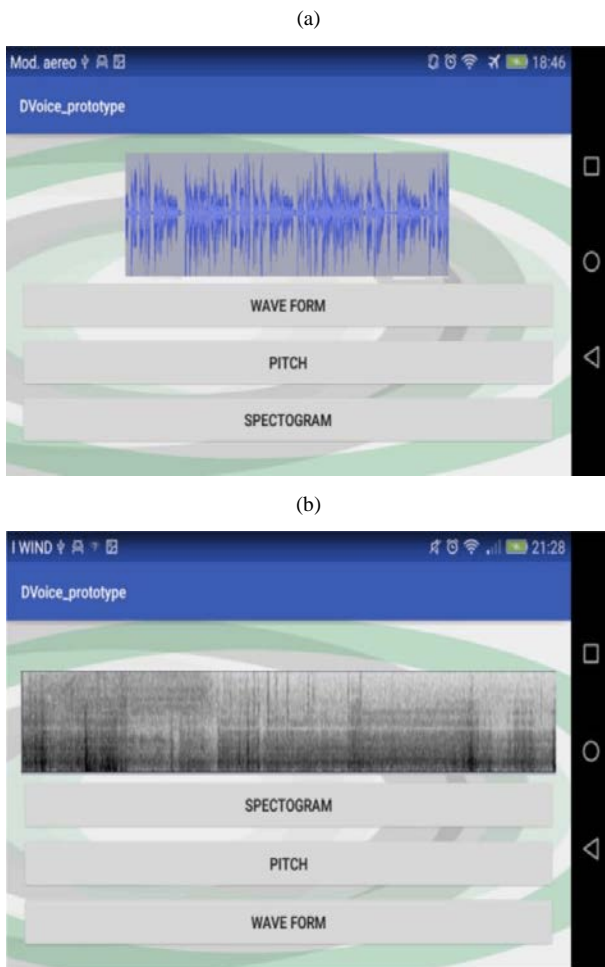 (a)
Mod. aereo 18:46
DVoice_prototype
WAVE FORM
PITCH
SPECTOGRAM
(b)
I WIND 21:28
DVoice_prototype
SPECTOGRAM
PITCH
WAVE FORM